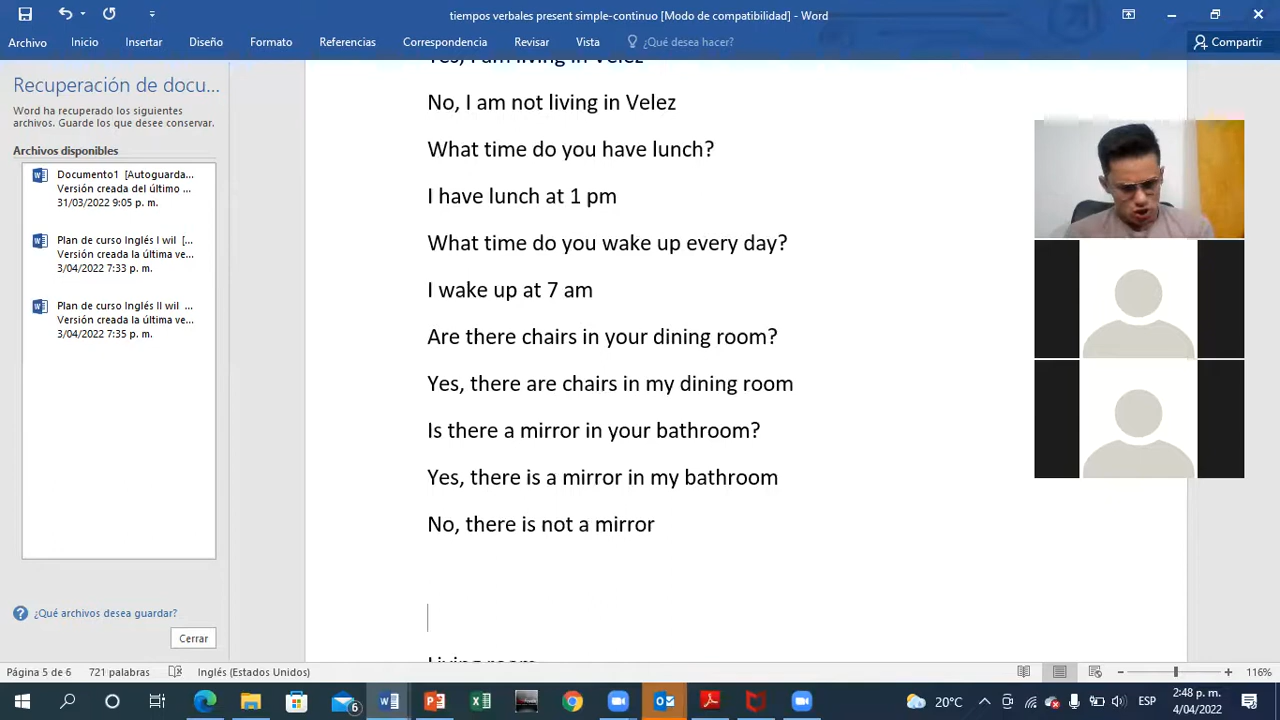 tiempos verbales present simple-continuo [Modo de compatibilidad] - Word
Archivo Inicio Insertar Diseño Formato Referencias Correspondencia Revisar Vista ¿Qué desea hacer? Compartir
Recuperación de docu...
Word ha recuperado los siguientes
archivos. Guarde los que desee conservar.
Archivos disponibles
Documento1 [Autoguarda...
Versión creada del último ...
31/03/2022 9:05 p. m.
Plan de curso Inglés I wil [...
Versión creada la última ve...
3/04/2022 7:33 p. m.
Plan de curso Inglés II wil ...
Versión creada la última ve...
3/04/2022 7:35 p. m.
¿Qué archivos desea guardar?
Cerrar
Yes, I am living in Velez
No, I am not living in Velez
What time do you have lunch?
I have lunch at 1 pm
What time do you wake up every day?
I wake up at 7 am
Are there chairs in your dining room?
Yes, there are chairs in my dining room
Is there a mirror in your bathroom?
Yes, there is a mirror in my bathroom
No, there is not a mirror
Living room
Página 5 de 6 721 palabras Inglés (Estados Unidos) 116%
6 20°C ESP 2:48 p. m.
4/04/2022